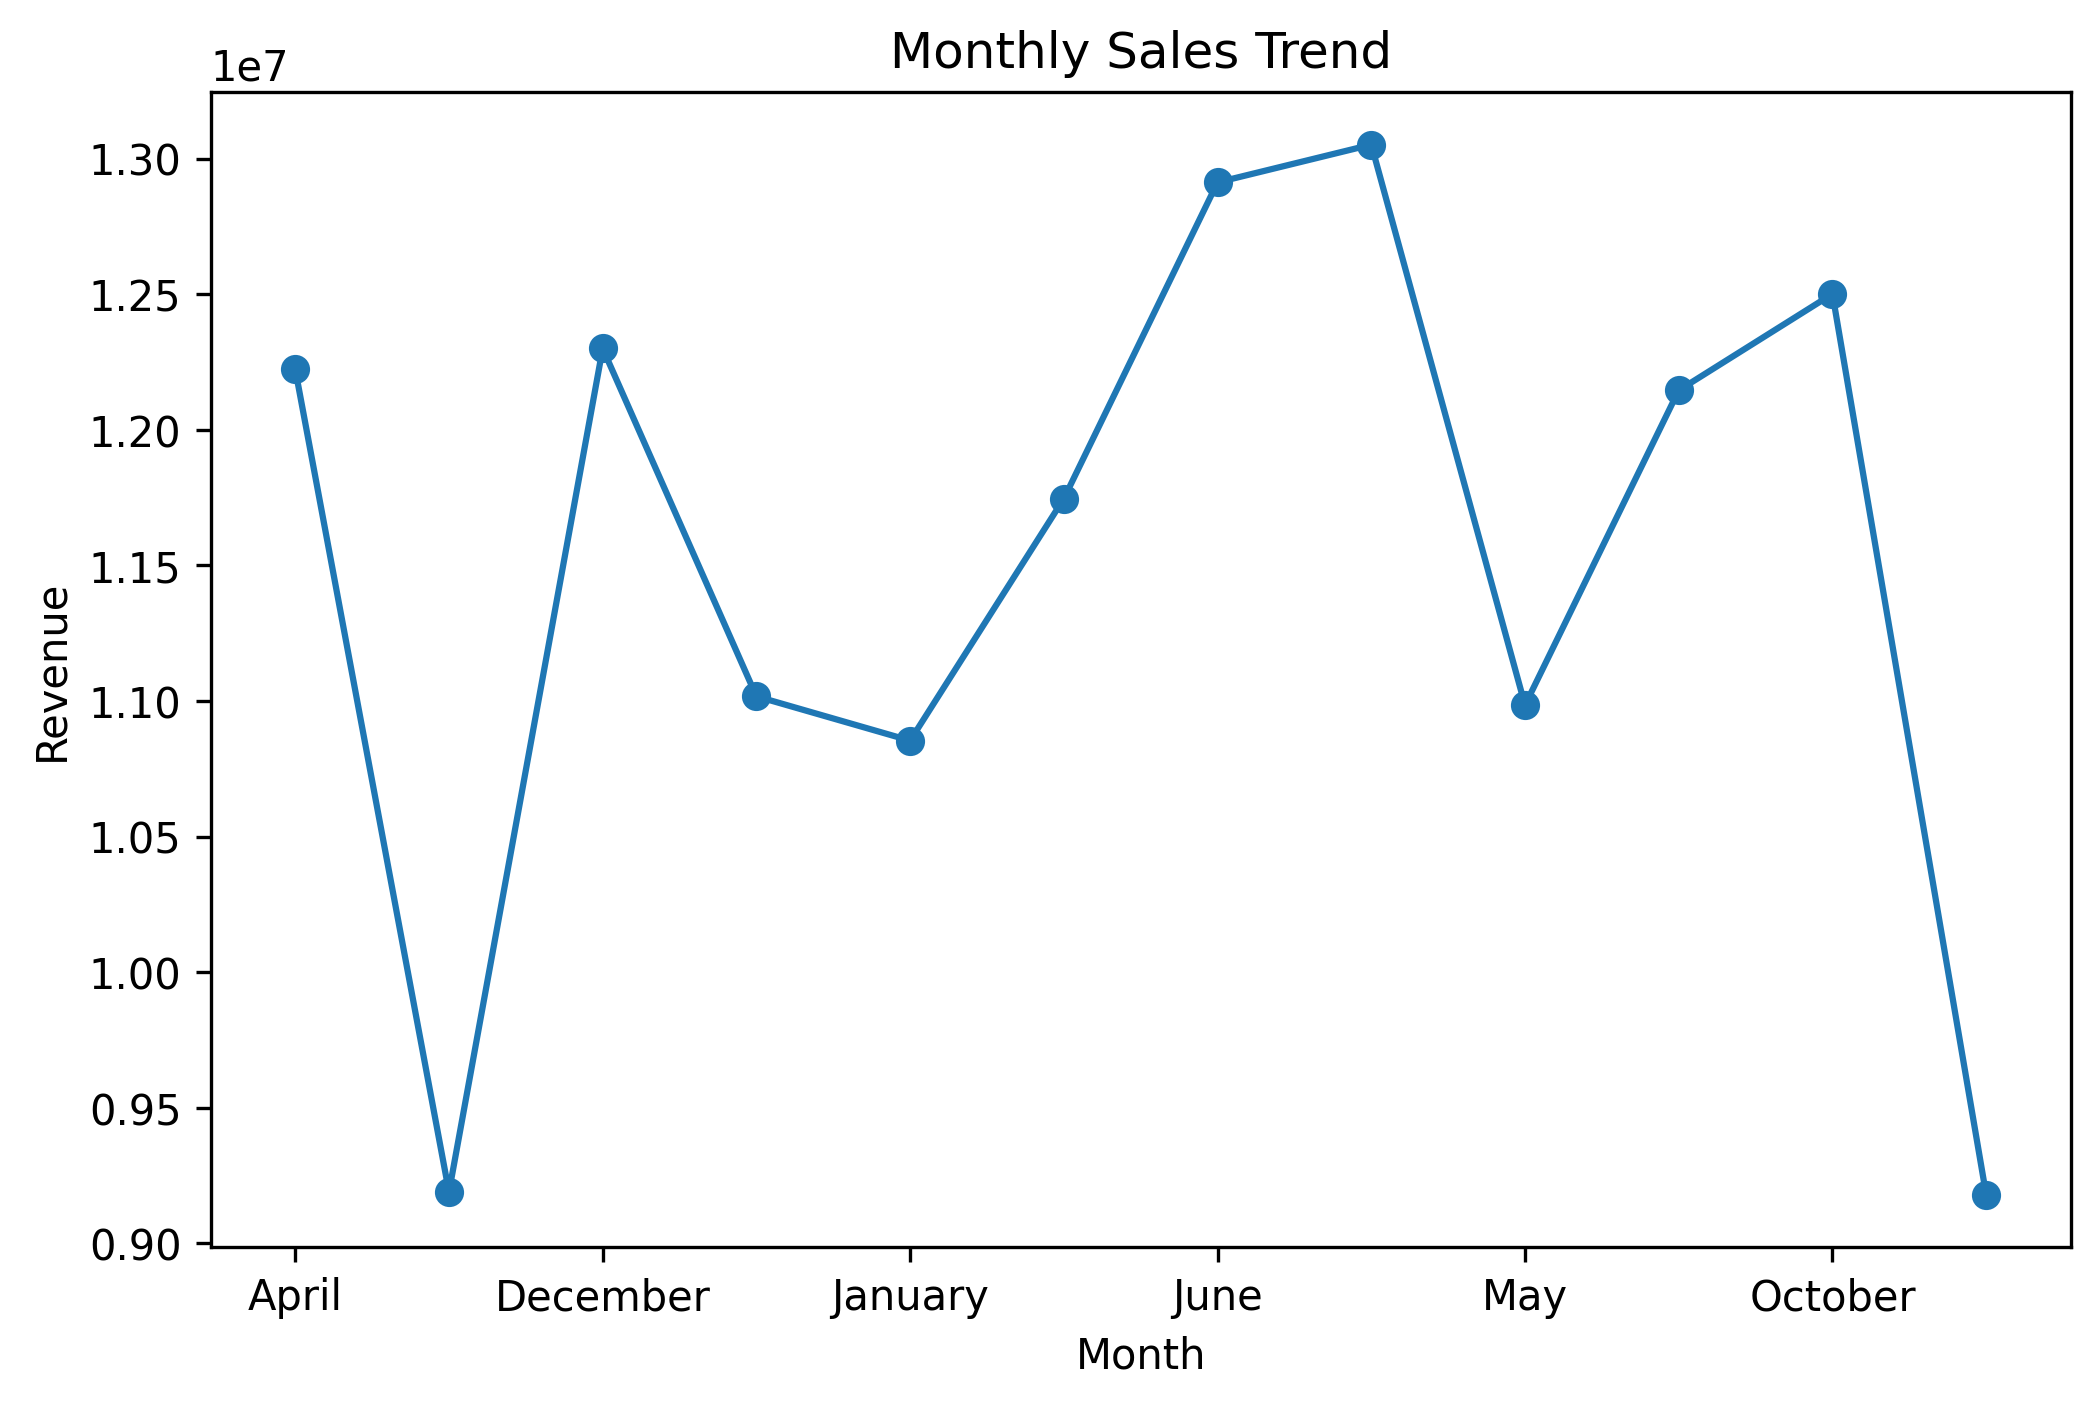 Monthly Sales Trend
1e7
1.30
1.25
1.20
1.15
1.10
1.05
1.00
0.95
0.90
Revenue
April December January June May October
Month